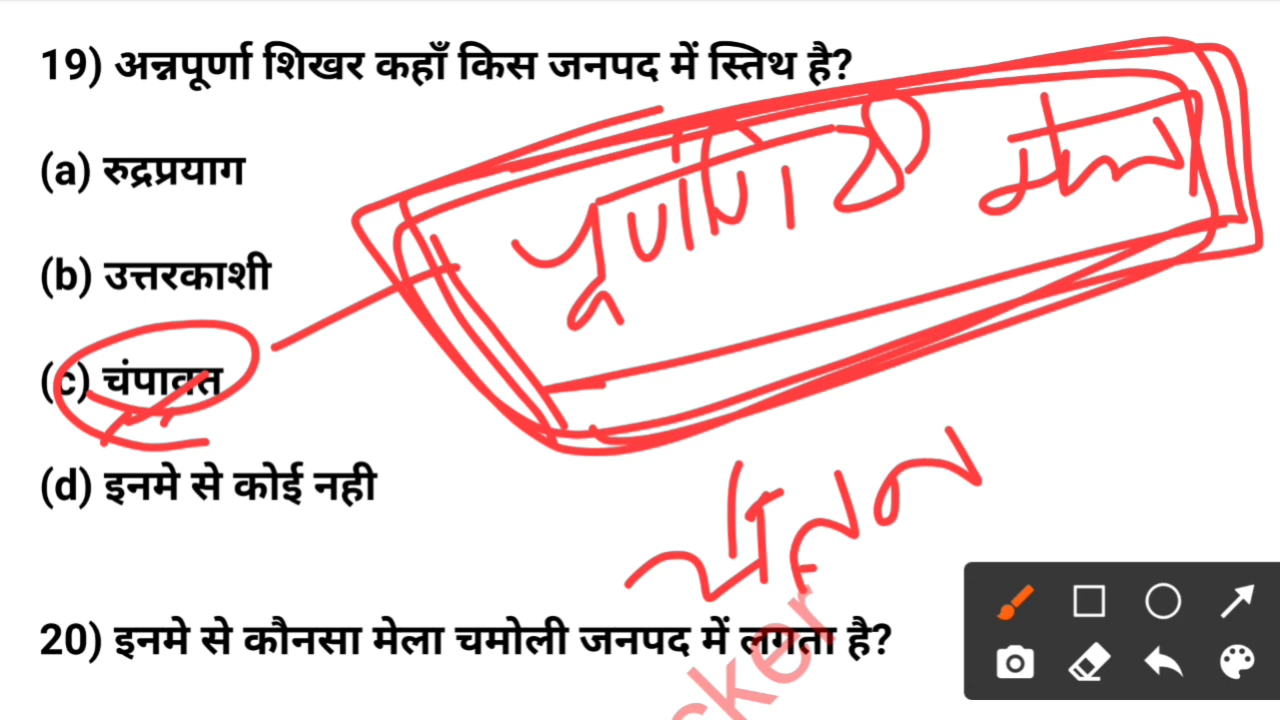 19) अन्नपूर्णा शिखर कहाँ किस जनपद में स्तिथ है?
(a) रुद्रप्रयाग
(b) उत्तरकाशी
(c) चंपावत
(d) इनमे से कोई नही
पूर्णागिरी मेला
20) इनमे से कौनसा मेला चमोली जनपद में लगता है?
cker